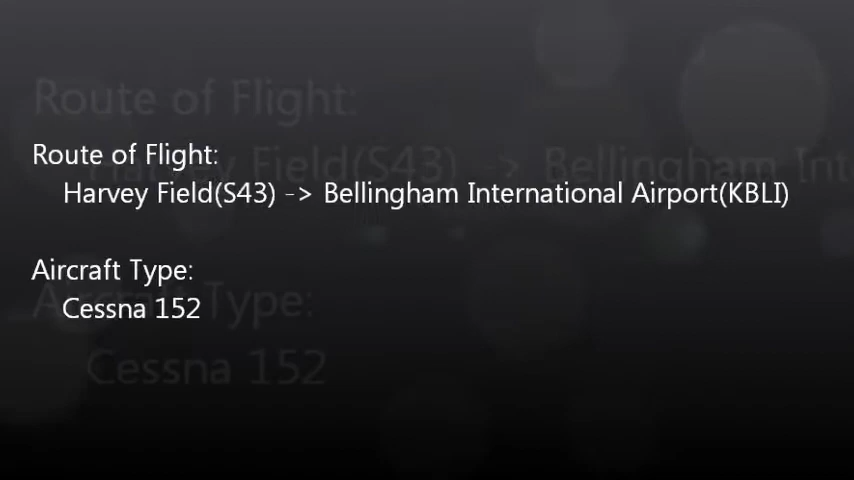 Route of Flight:
Harvey Field(S43) -> Bellingham International Airport(KBLI)
Aircraft Type:
Cessna 152